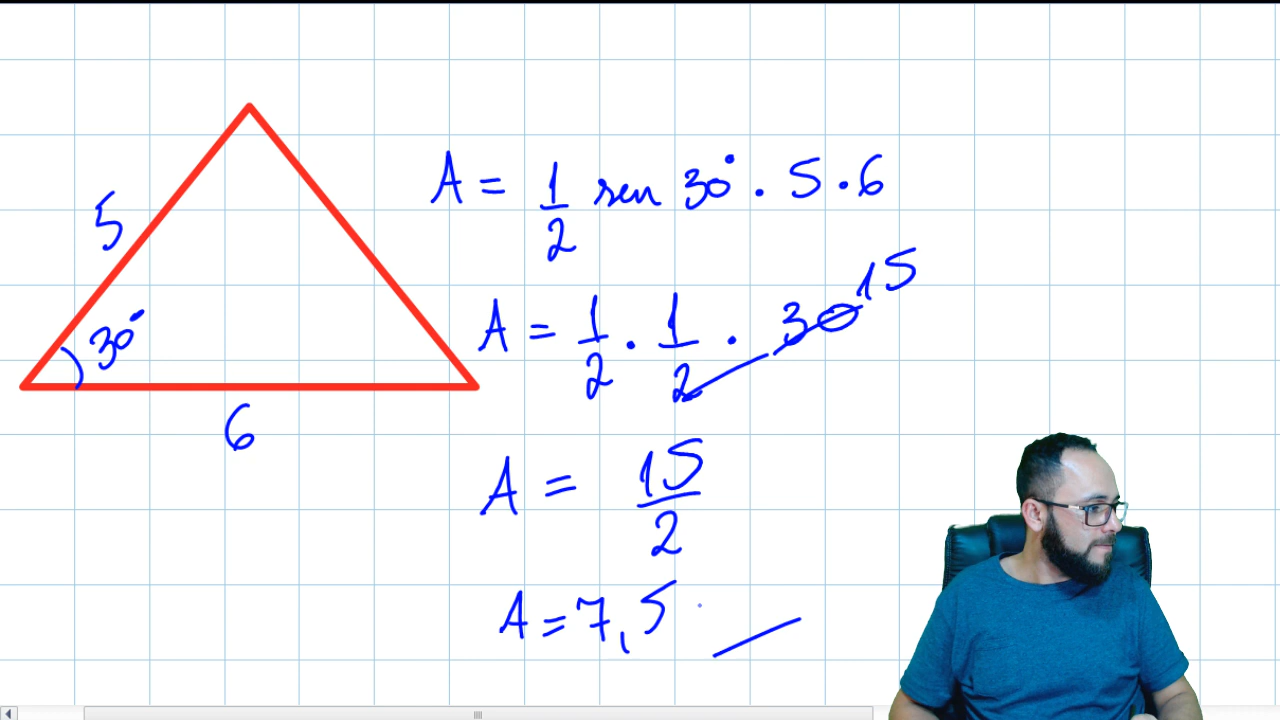 5
30°
6
A = 1/2 sen 30° . 5 . 6
A = 1/2 . 1/2 . 30 15
A = 15/2
A = 7,5